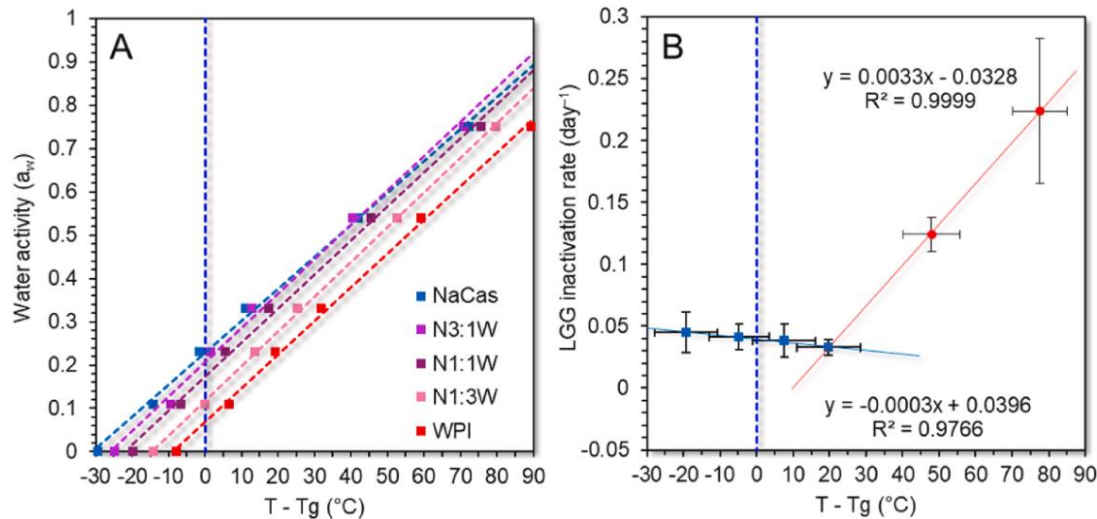 A
1
0.9
0.8
0.7
0.6
0.5
0.4
0.3
0.2
0.1
0
Water activity (aw)
-30 -20 -10 0 10 20 30 40 50 60 70 80 90
T - Tg (°C)
NaCas
N3:1W
N1:1W
N1:3W
WPI
B
0.3
0.25
0.2
0.15
0.1
0.05
0
-0.05
LGG inactivation rate (day⁻¹)
y = 0.0033x - 0.0328
R² = 0.9999
y = -0.0003x + 0.0396
R² = 0.9766
-30 -20 -10 0 10 20 30 40 50 60 70 80 90
T - Tg (°C)